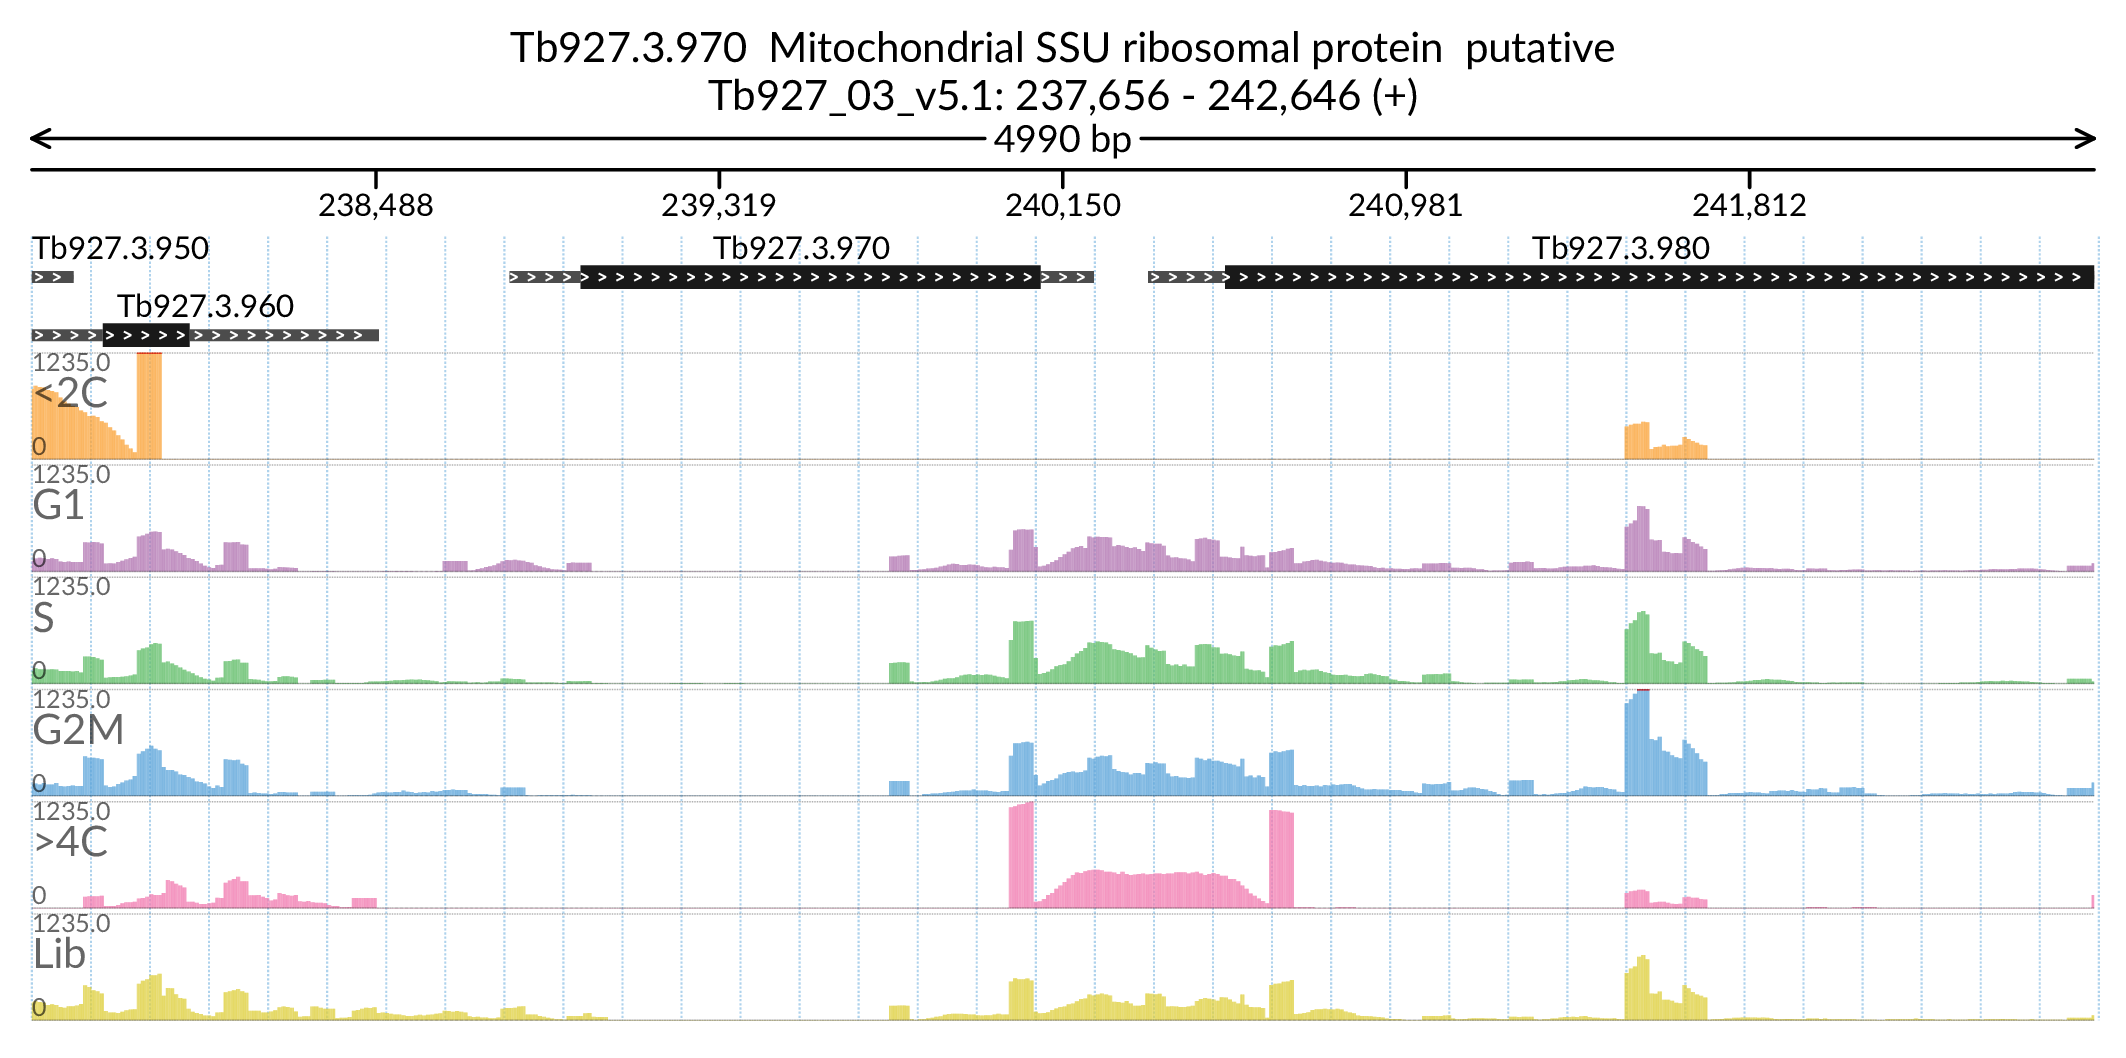 Tb927.3.970  Mitochondrial SSU ribosomal protein  putative
Tb927_03_v5.1: 237,656 - 242,646 (+)
4990 bp
238,488 239,319 240,150 240,981 241,812
Tb927.3.950 Tb927.3.970 Tb927.3.980
Tb927.3.960
1235.0
<2C
0
1235.0
G1
0
1235.0
S
0
1235.0
G2M
0
1235.0
>4C
0
1235.0
Lib
0